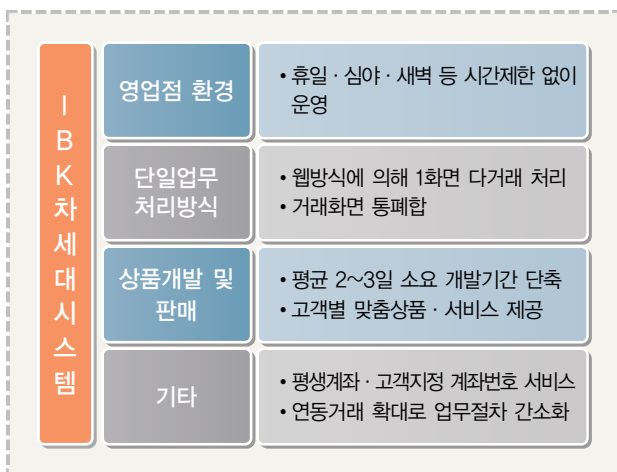 IBK차세대시스템
영업점 환경
• 휴일 · 심야 · 새벽 등 시간제한 없이
운영
단일업무
처리방식
• 웹방식에 의해 1화면 다거래 처리
• 거래화면 통폐합
상품개발 및
판매
• 평균 2~3일 소요 개발기간 단축
• 고객별 맞춤상품 · 서비스 제공
기타
• 평생계좌 · 고객지정 계좌번호 서비스
• 연동거래 확대로 업무절차 간소화